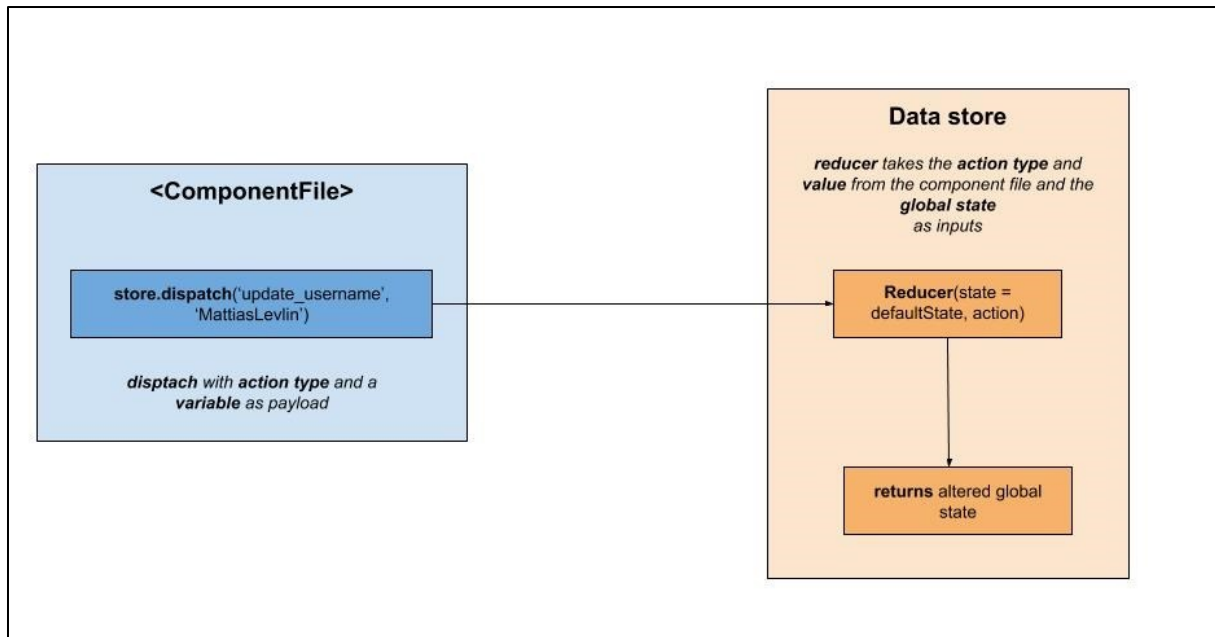 <ComponentFile>
store.dispatch(‘update_username’,
‘MattiasLevlin’)
disptach with action type and a
variable as payload
Data store
reducer takes the action type and
value from the component file and the
global state
as inputs
Reducer(state =
defaultState, action)
returns altered global
state